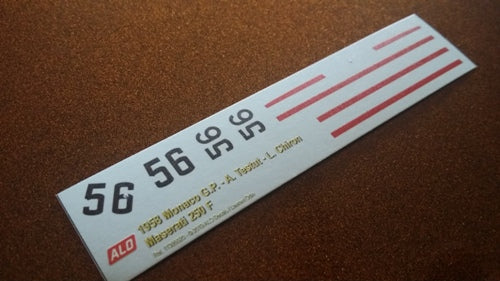 56
56
56
56
1958 Monaco G.P. - A. Testut - L. Chiron
Maserati 250 F
ALD